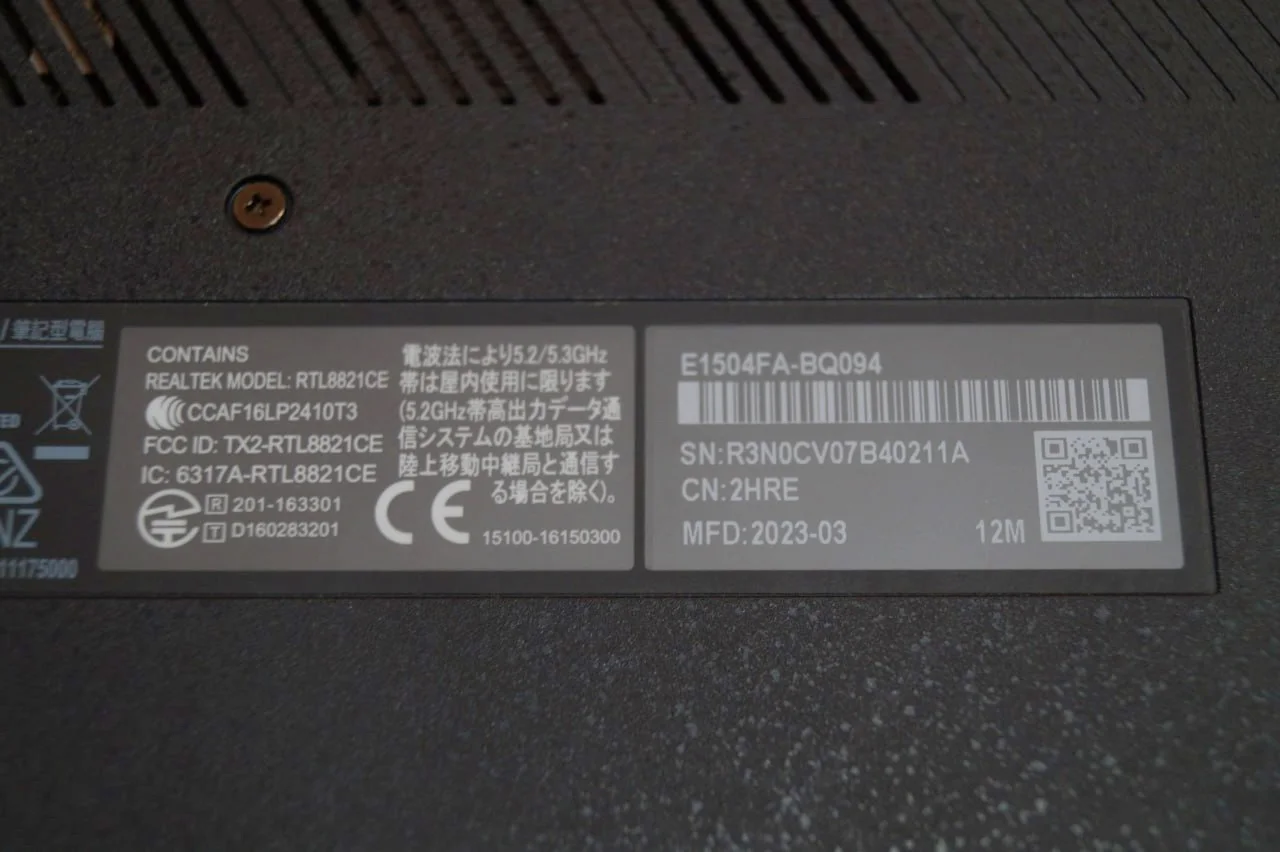 /筆記型電腦
NZ
11175000
CONTAINS
REALTEK MODEL: RTL8821CE
CCAF16LP2410T3
FCC ID: TX2-RTL8821CE
IC: 6317A-RTL8821CE
R 201-163301
T D160283201
電波法により5.2/5.3GHz
帯は屋内使用に限ります
(5.2GHz帯高出力データ通
信システムの基地局又は
陸上移動中継局と通信す
る場合を除く)。
CE
15100-16150300
E1504FA-BQ094
SN:R3N0CV07B40211A
CN:2HRE
MFD:2023-03
12M